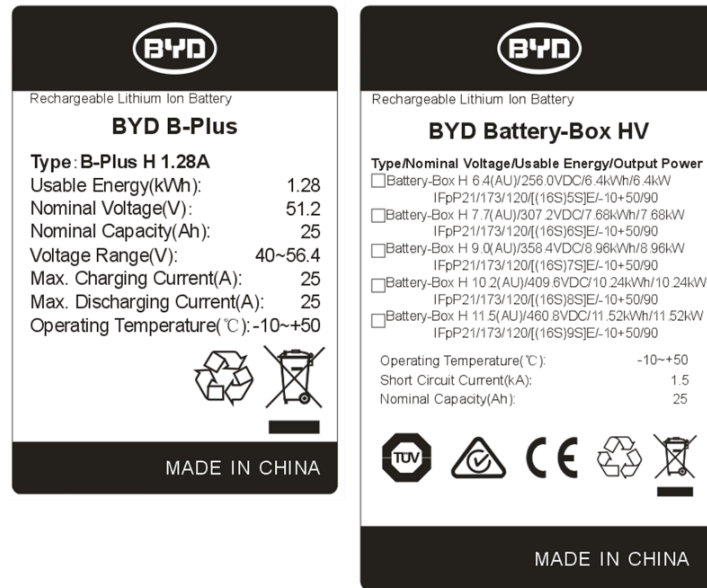 BYD
Rechargeable Lithium Ion Battery
BYD B-Plus
Type: B-Plus H 1.28A
Usable Energy(kWh): 1.28
Nominal Voltage(V): 51.2
Nominal Capacity(Ah): 25
Voltage Range(V): 40~56.4
Max. Charging Current(A): 25
Max. Discharging Current(A): 25
Operating Temperature(℃):-10~+50
MADE IN CHINA
BYD
Rechargeable Lithium Ion Battery
BYD Battery-Box HV
Type/Nominal Voltage/Usable Energy/Output Power
Battery-Box H 6.4(AU)/256.0VDC/6.4kWh/6.4kW
IFpP21/173/120/[(16S)5S]E/-10+50/90
Battery-Box H 7.7(AU)/307.2VDC/7.68kWh/7.68kW
IFpP21/173/120/[(16S)6S]E/-10+50/90
Battery-Box H 9.0(AU)/358.4VDC/8.96kWh/8.96kW
IFpP21/173/120/[(16S)7S]E/-10+50/90
Battery-Box H 10.2(AU)/409.6VDC/10.24kWh/10.24kW
IFpP21/173/120/[(16S)8S]E/-10+50/90
Battery-Box H 11.5(AU)/460.8VDC/11.52kWh/11.52kW
IFpP21/173/120/[(16S)9S]E/-10+50/90
Operating Temperature(℃): -10~+50
Short Circuit Current(kA): 1.5
Nominal Capacity(Ah): 25
TÜV CE
MADE IN CHINA